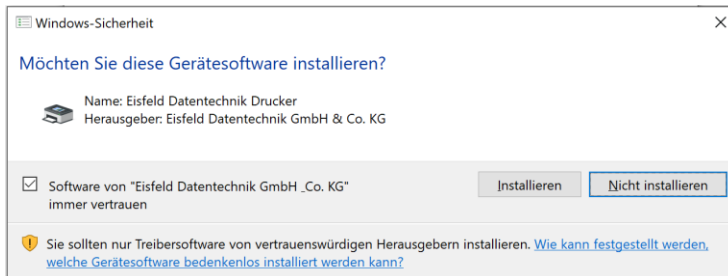 Windows-Sicherheit
Möchten Sie diese Gerätesoftware installieren?
Name: Eisfeld Datentechnik Drucker
Herausgeber: Eisfeld Datentechnik GmbH & Co. KG
Software von "Eisfeld Datentechnik GmbH _Co. KG"
immer vertrauen
Installieren
Nicht installieren
Sie sollten nur Treibersoftware von vertrauenswürdigen Herausgebern installieren. Wie kann festgestellt werden,
welche Gerätesoftware bedenkenlos installiert werden kann?